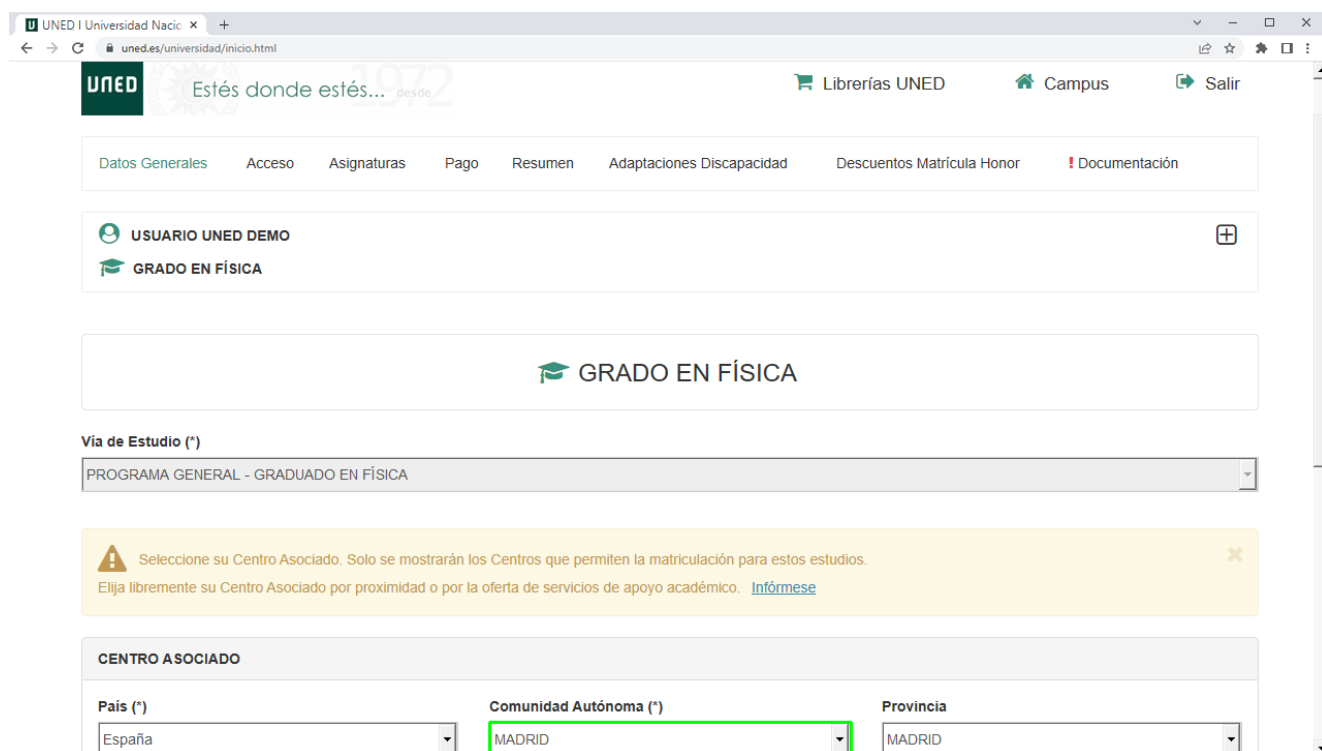 UNED | Universidad Nacio
uned.es/universidad/inicio.html
UNED Estés donde estés... desde 1972 Librerías UNED Campus Salir
Datos Generales Acceso Asignaturas Pago Resumen Adaptaciones Discapacidad Descuentos Matrícula Honor ! Documentación
USUARIO UNED DEMO
GRADO EN FÍSICA
GRADO EN FÍSICA
Vía de Estudio (*)
PROGRAMA GENERAL - GRADUADO EN FÍSICA
Seleccione su Centro Asociado. Solo se mostrarán los Centros que permiten la matriculación para estos estudios.
Elija libremente su Centro Asociado por proximidad o por la oferta de servicios de apoyo académico. Infórmese
CENTRO ASOCIADO
País (*) Comunidad Autónoma (*) Provincia
España MADRID MADRID